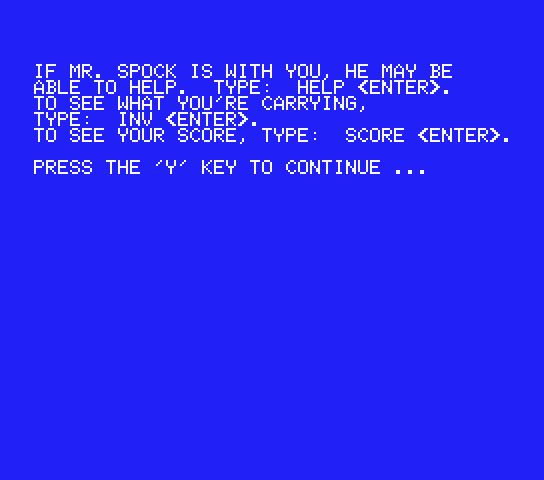 IF MR. SPOCK IS WITH YOU, HE MAY BE
ABLE TO HELP.  TYPE:  HELP <ENTER>.
TO SEE WHAT YOU'RE CARRYING,
TYPE:  INV <ENTER>.
TO SEE YOUR SCORE, TYPE:  SCORE <ENTER>.
PRESS THE 'Y' KEY TO CONTINUE ...